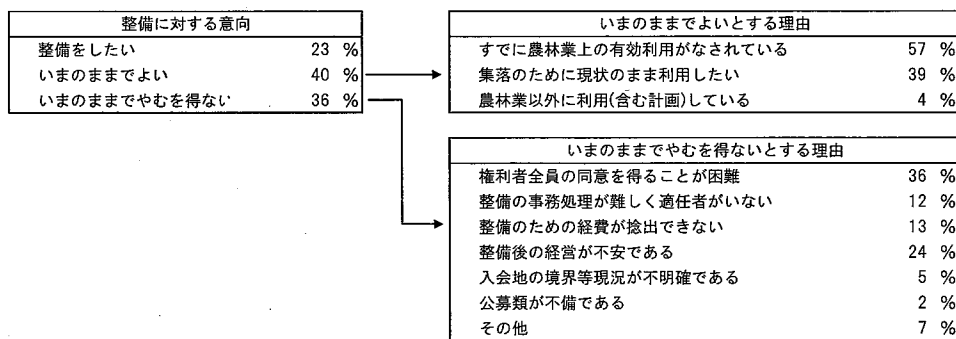 整備に対する意向
整備をしたい 23 %
いまのままでよい 40 %
いまのままでやむを得ない 36 %
いまのままでよいとする理由
すでに農林業上の有効利用がなされている 57 %
集落のために現状のまま利用したい 39 %
農林業以外に利用(含む計画)している 4 %
いまのままでやむを得ないとする理由
権利者全員の同意を得ることが困難 36 %
整備の事務処理が難しく適任者がいない 12 %
整備のための経費が捻出できない 13 %
整備後の経営が不安である 24 %
入会地の境界等現況が不明確である 5 %
公募類が不備である 2 %
その他 7 %